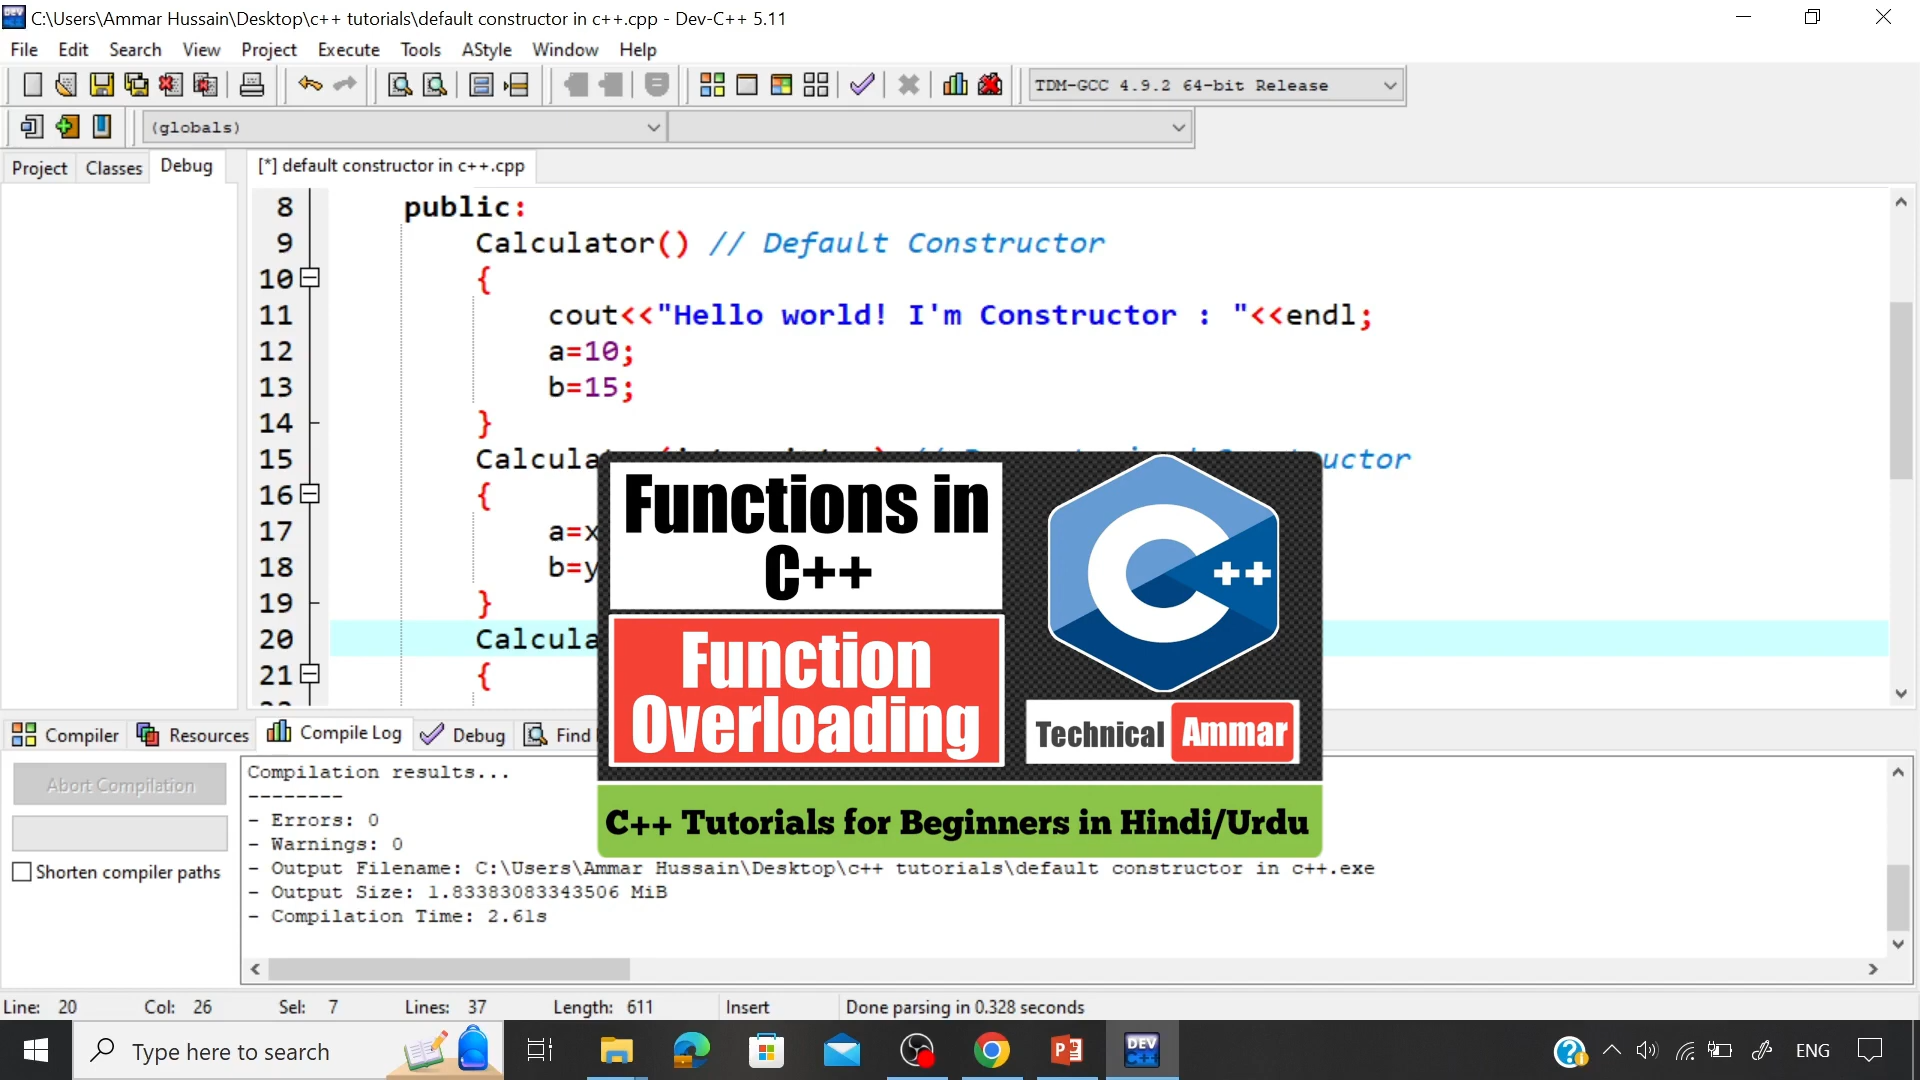 C:\Users\Ammar Hussain\Desktop\c++ tutorials\default constructor in c++.cpp - Dev-C++ 5.11
File Edit Search View Project Execute Tools AStyle Window Help
TDM-GCC 4.9.2 64-bit Release
(globals)
Project Classes Debug
[*] default constructor in c++.cpp
8 public:
9 Calculator() // Default Constructor
10 {
11 cout<<"Hello world! I'm Constructor : "<<endl;
12 a=10;
13 b=15;
14 }
15
16 {
17 a=x
18 b=y
19 }
20
21 {
Functions in
C++
Function
Overloading
++
Technical Ammar
C++ Tutorials for Beginners in Hindi/Urdu
Compiler Resources Compile Log Debug Find
Abort Compilation
Shorten compiler paths
Compilation results...
--------
- Errors: 0
- Warnings: 0
- Output Filename: C:\Users\Ammar Hussain\Desktop\c++ tutorials\default constructor in c++.exe
- Output Size: 1.83383083343506 MiB
- Compilation Time: 2.61s
Line: 20 Col: 26 Sel: 7 Lines: 37 Length: 611 Insert Done parsing in 0.328 seconds
Type here to search
DEV
C++
ENG